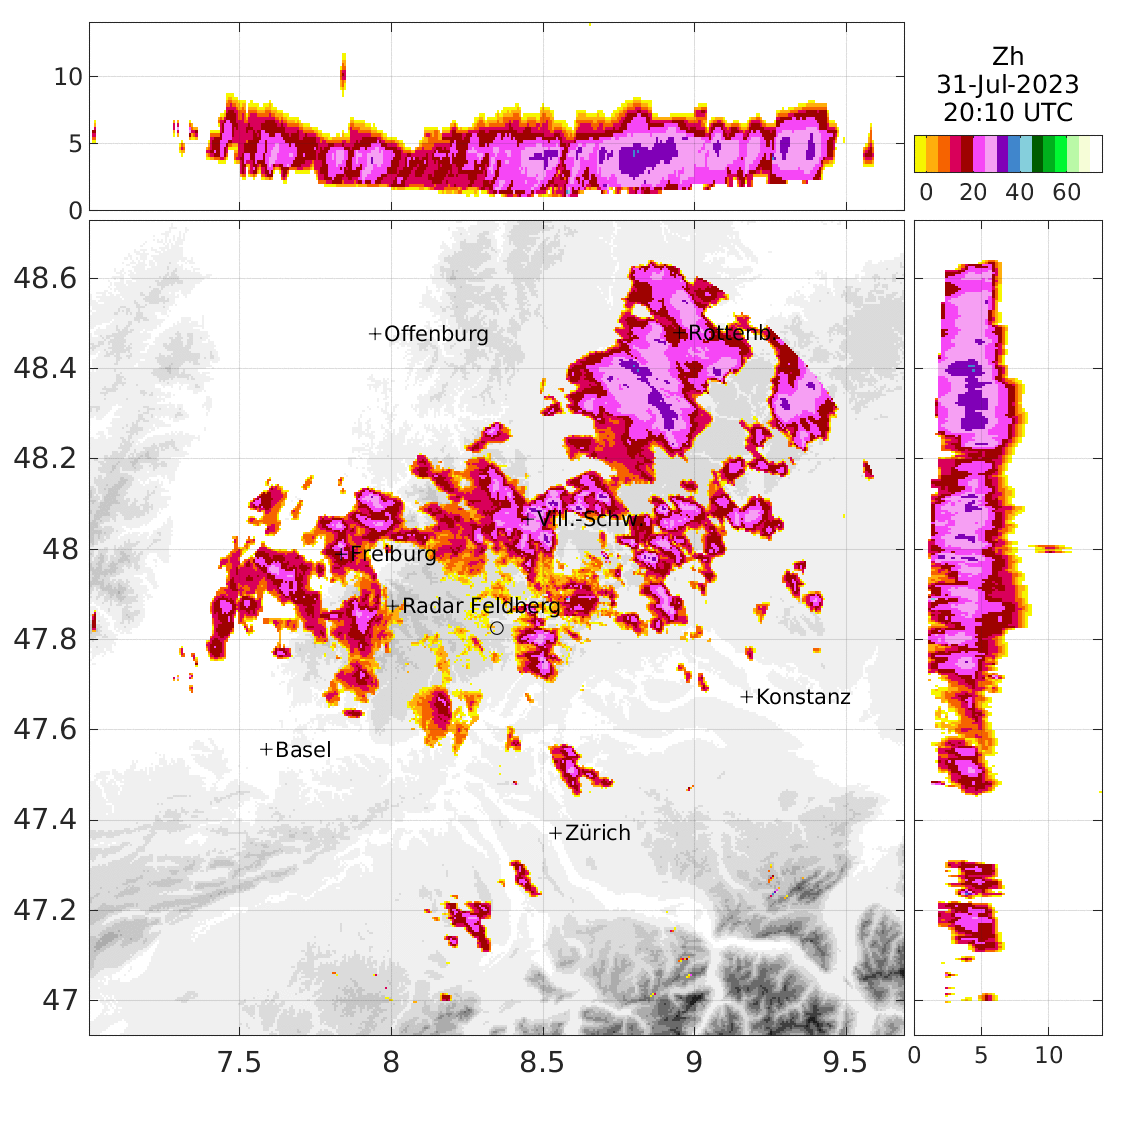 10
5
0
Zh
31-Jul-2023
20:10 UTC
0 20 40 60
48.6
48.4
48.2
48
47.8
47.6
47.4
47.2
47
Offenburg
Rottenb.
Vill.-Schw.
Freiburg
Radar Feldberg
Konstanz
Basel
Zürich
7.5 8 8.5 9 9.5
0 5 10